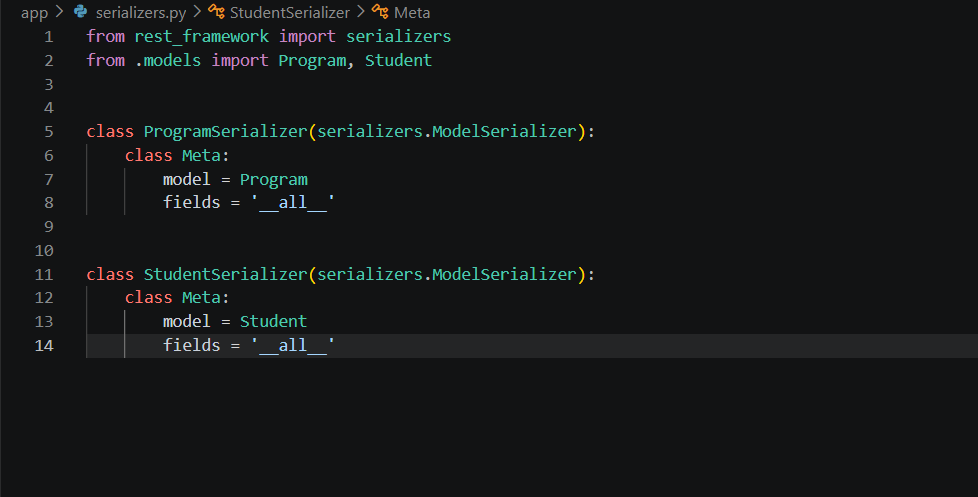 app > serializers.py > StudentSerializer > Meta
1 from rest_framework import serializers
2 from .models import Program, Student
3
4
5 class ProgramSerializer(serializers.ModelSerializer):
6     class Meta:
7         model = Program
8         fields = '__all__'
9
10
11 class StudentSerializer(serializers.ModelSerializer):
12     class Meta:
13         model = Student
14         fields = '__all__'